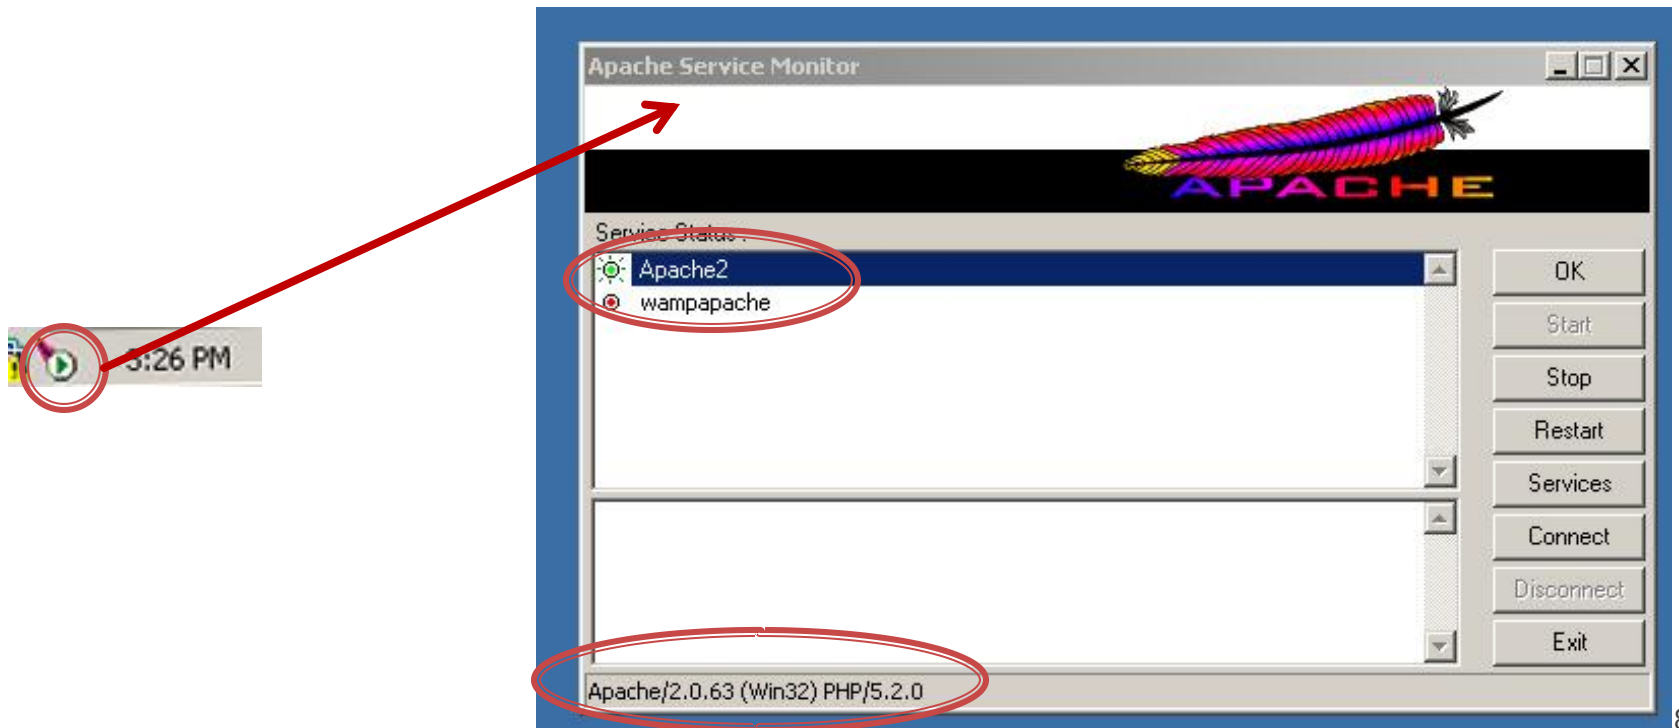 Apache Service Monitor
APACHE
Service Status :
Apache2
wampapache
OK
Start
Stop
Restart
Services
Connect
Disconnect
Exit
Apache/2.0.63 (Win32) PHP/5.2.0
:26 PM